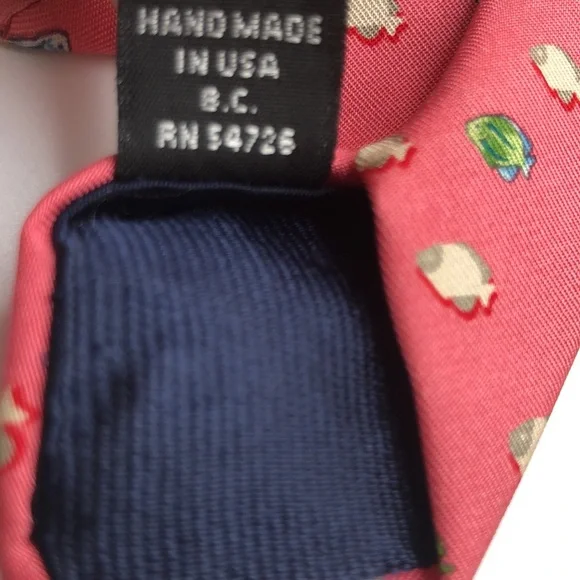 HAND MADE
IN USA
B.C.
RN 54726